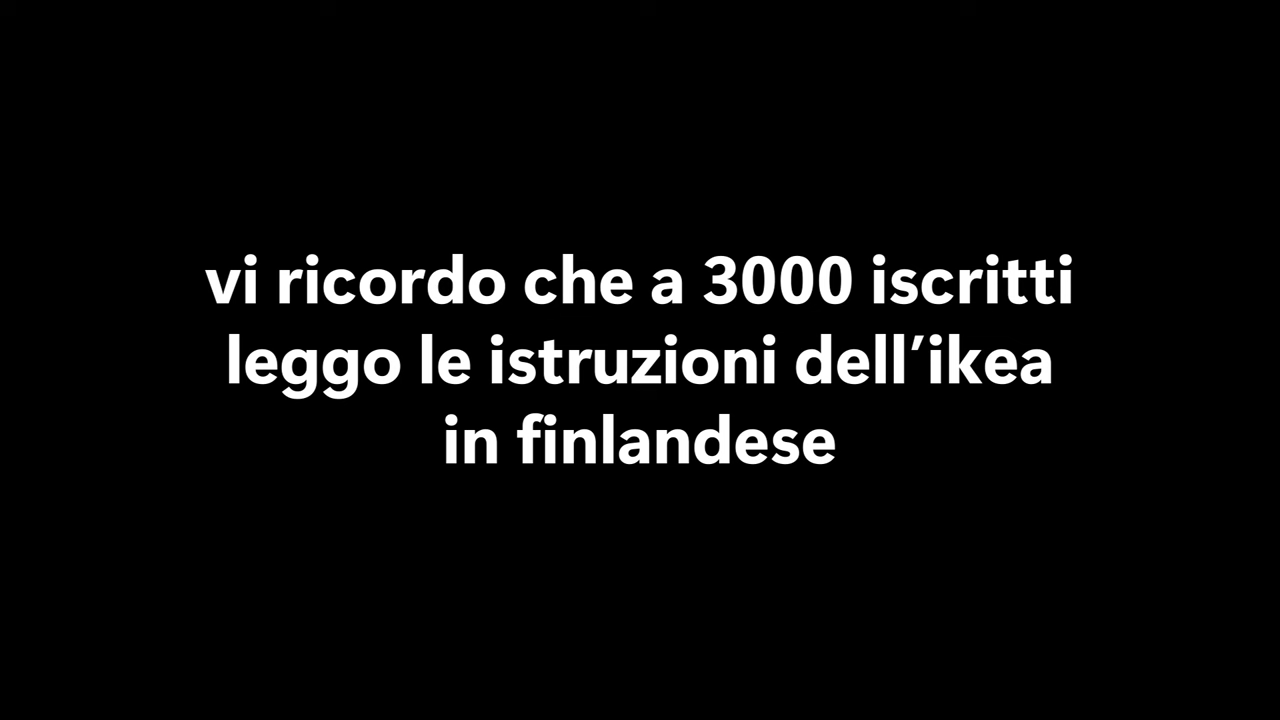 vi ricordo che a 3000 iscritti
leggo le istruzioni dell’ikea
in finlandese